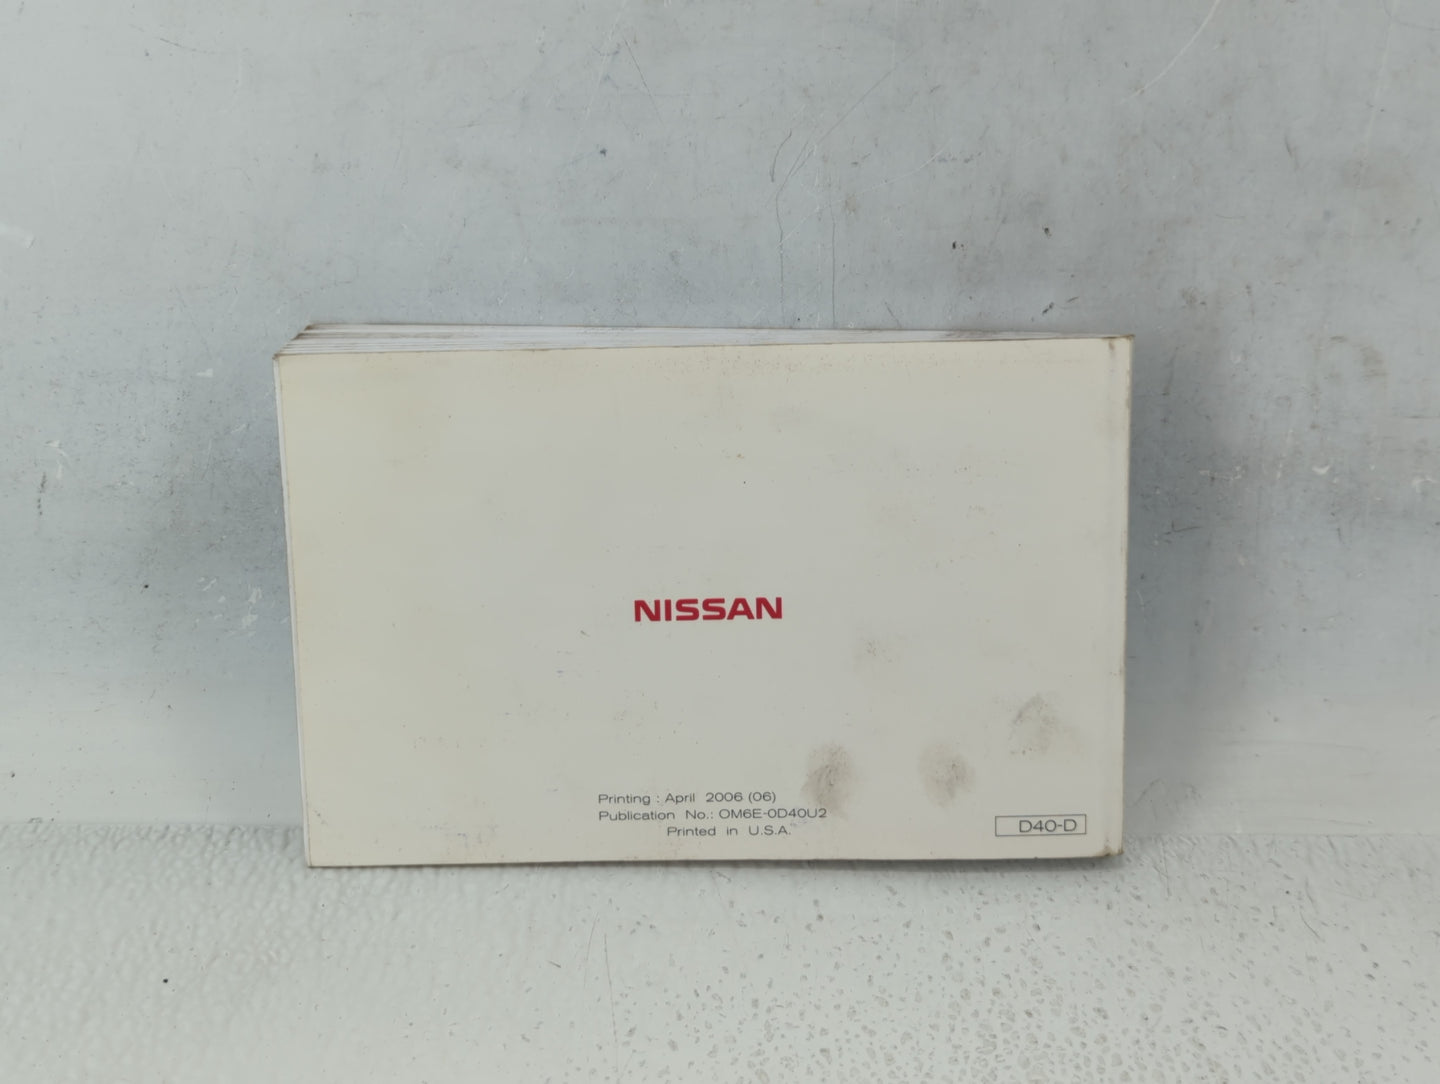 NISSAN
Printing : April 2006 (06)
Publication No.: OM6E-0D40U2
Printed in U.S.A.
D40-D